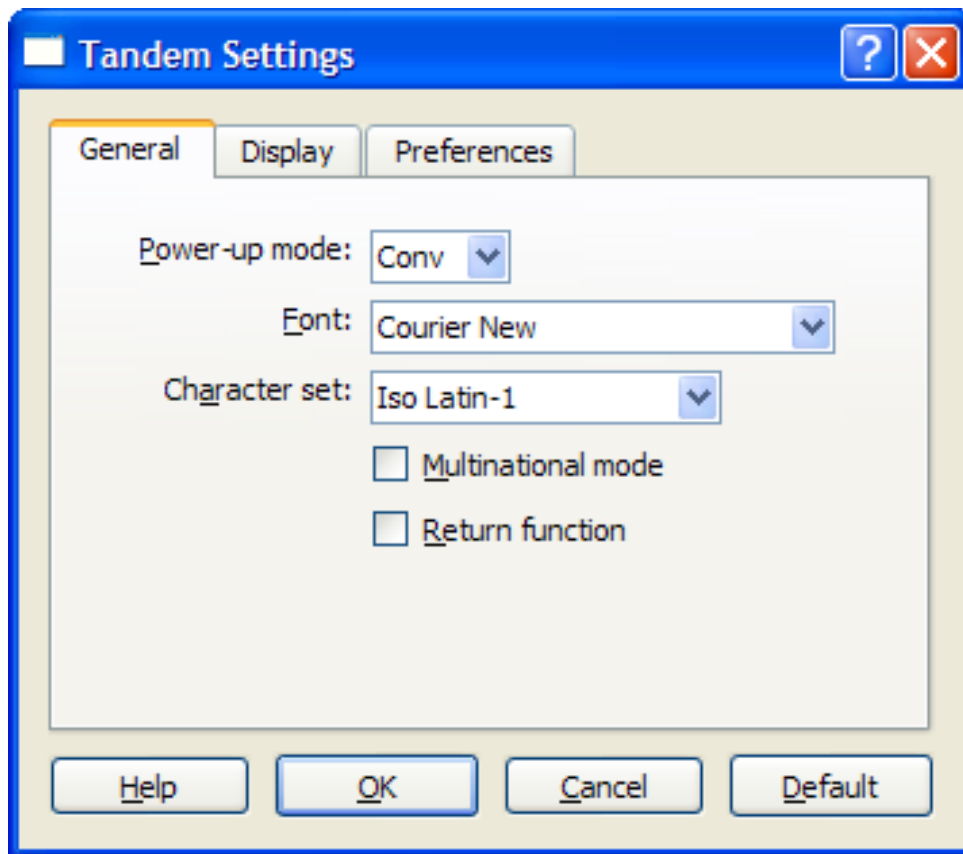 Tandem Settings
?
General Display Preferences
Power-up mode: Conv
Font: Courier New
Character set: Iso Latin-1
Multinational mode
Return function
Help OK Cancel Default